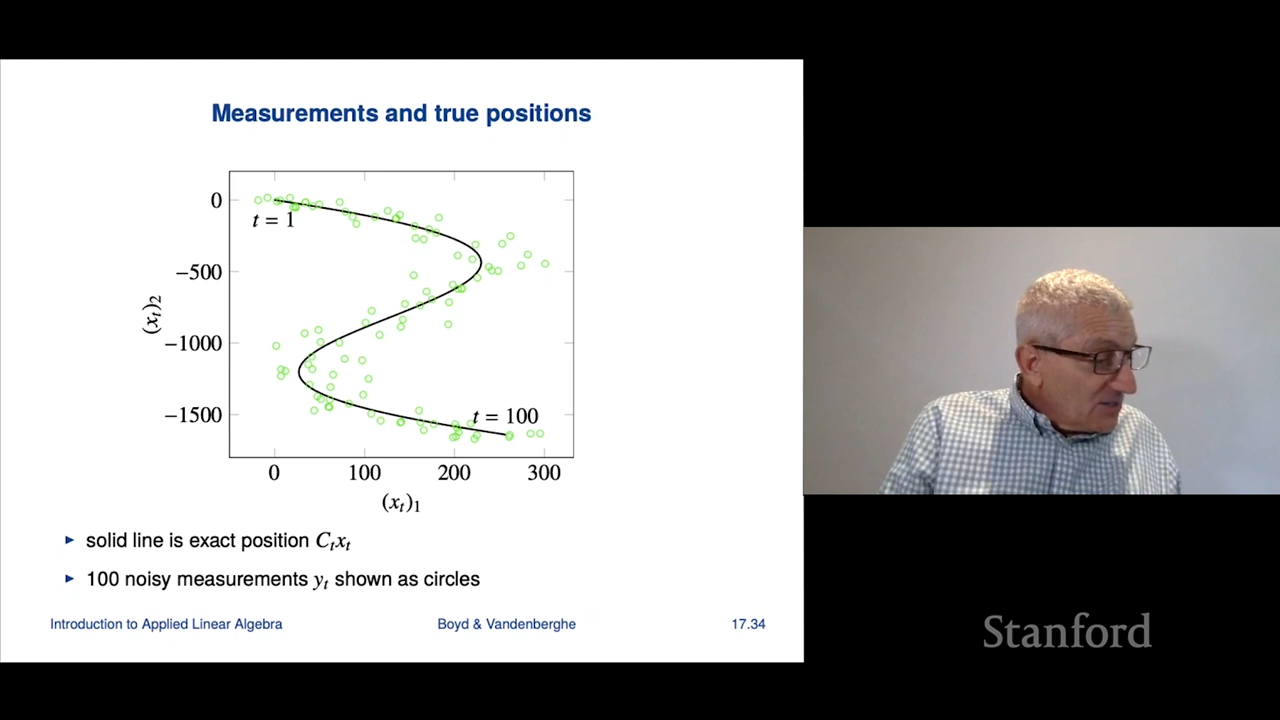 Measurements and true positions
0
−500
−1000
−1500
(xₜ)₂
t = 1
t = 100
0 100 200 300
(xₜ)₁
▶ solid line is exact position Cₜxₜ
▶ 100 noisy measurements yₜ shown as circles
Introduction to Applied Linear Algebra Boyd & Vandenberghe 17.34
Stanford